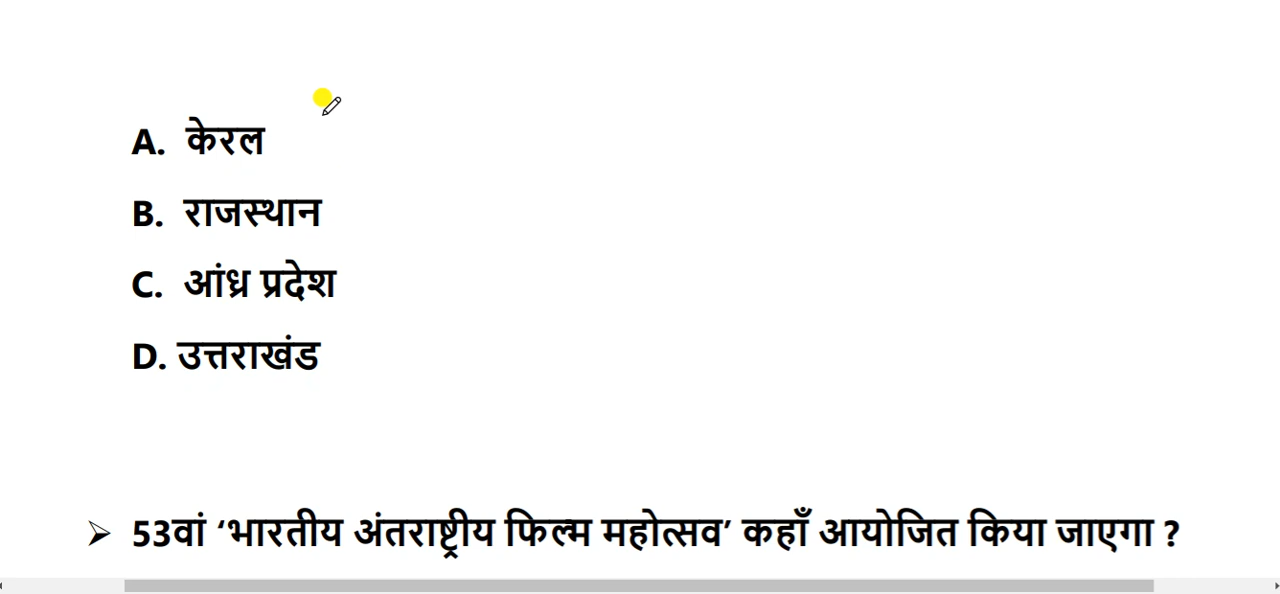 A. केरल
B. राजस्थान
C. आंध्र प्रदेश
D. उत्तराखंड
➢ 53वां ‘भारतीय अंतराष्ट्रीय फिल्म महोत्सव’ कहाँ आयोजित किया जाएगा ?